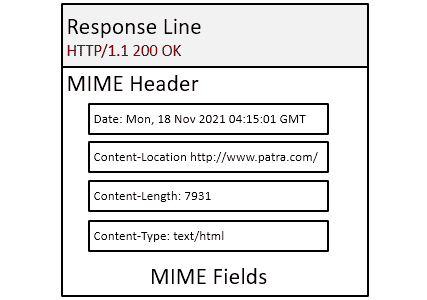 Response Line
HTTP/1.1 200 OK
MIME Header
Date: Mon, 18 Nov 2021 04:15:01 GMT
Content-Location http://www.patra.com/
Content-Length: 7931
Content-Type: text/html
MIME Fields